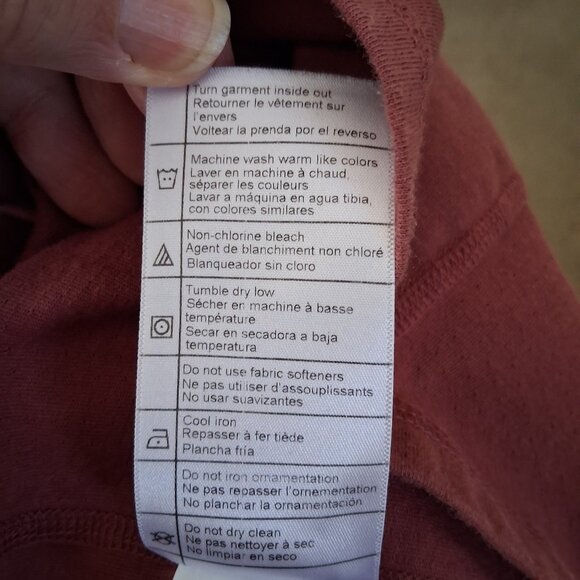 Turn garment inside out
Retourner le vêtement sur
l'envers
Voltear la prenda por el reverso
Machine wash warm like colors
Laver en machine à chaud,
séparer les couleurs
Lavar a máquina en agua tibia,
con colores similares
Non-chlorine bleach
Agent de blanchiment non chloré
Blanqueador sin cloro
Tumble dry low
Sécher en machine à basse
température
Secar en secadora a baja
temperatura
Do not use fabric softeners
Ne pas utiliser d'assouplissants
No usar suavizantes
Cool iron
Repasser à fer tiède
Plancha fría
Do not iron ornamentation
Ne pas repasser l'ornementation
No planchar la ornamentación
Do not dry clean
Ne pas nettoyer à sec
No limpiar en seco